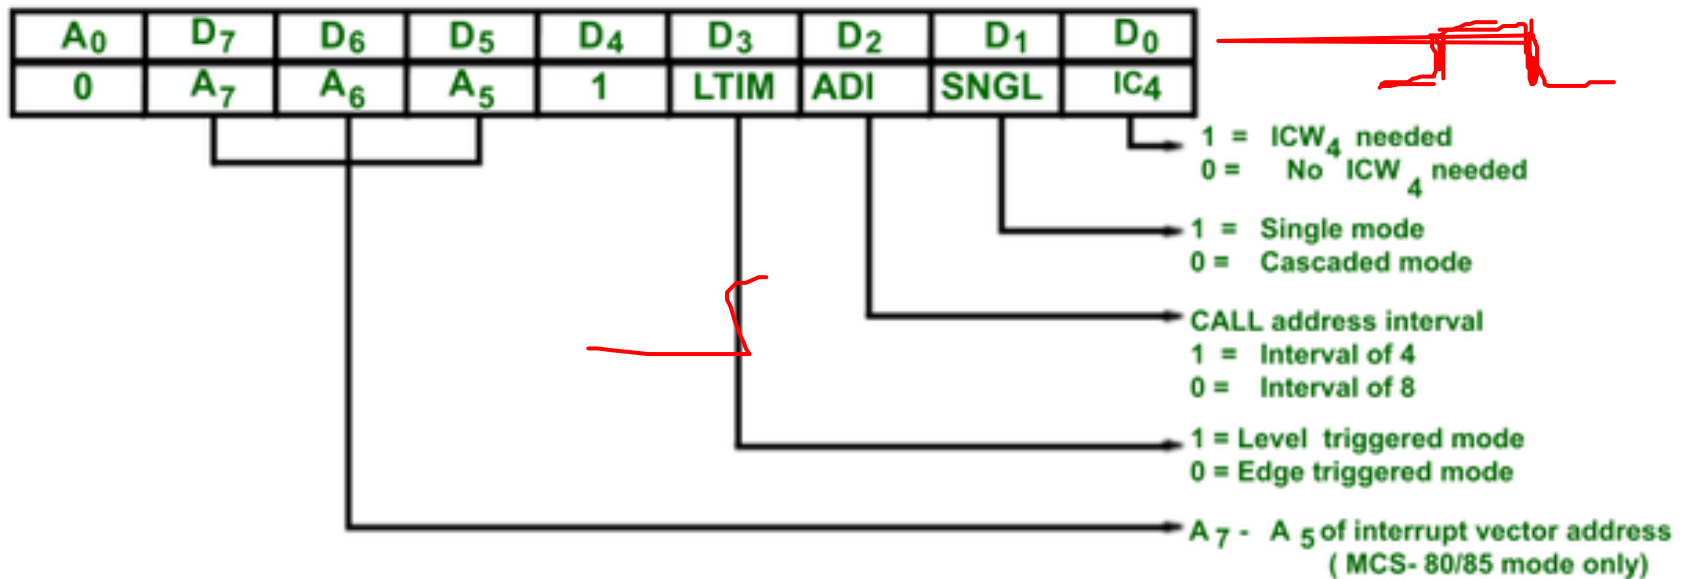 A0 D7 D6 D5 D4 D3 D2 D1 D0
0 A7 A6 A5 1 LTIM ADI SNGL IC4
1 = ICW4 needed
0 = No ICW4 needed
1 = Single mode
0 = Cascaded mode
CALL address interval
1 = Interval of 4
0 = Interval of 8
1 = Level triggered mode
0 = Edge triggered mode
A7 - A5 of interrupt vector address
( MCS- 80/85 mode only)